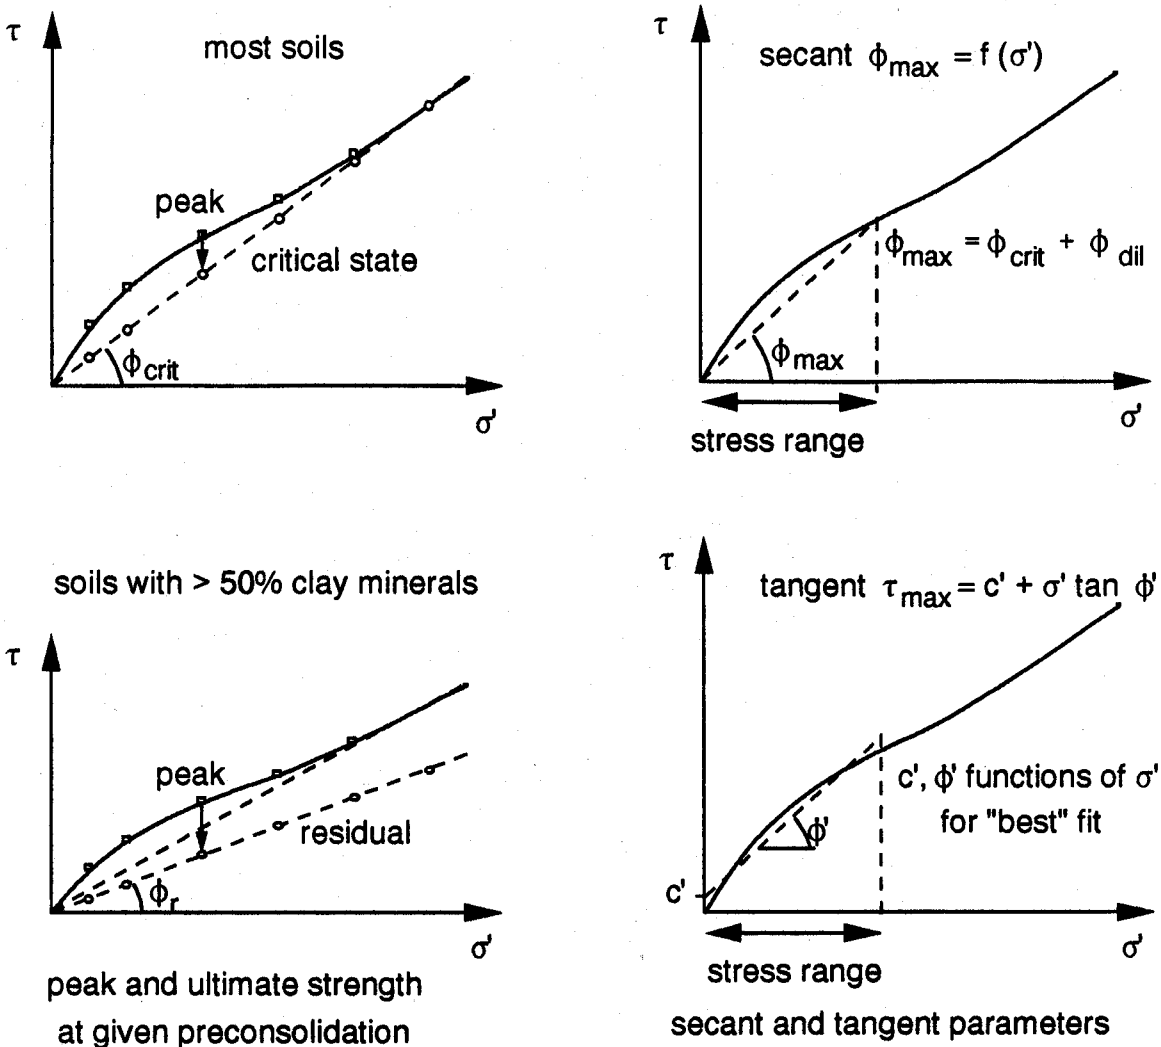 τ
most soils
peak
critical state
ϕcrit
σ'
τ
secant ϕmax = f (σ')
ϕmax = ϕcrit + ϕdil
ϕmax
σ'
stress range
soils with > 50% clay minerals
τ
peak
residual
ϕr
σ'
peak and ultimate strength
at given preconsolidation
τ
tangent τmax = c' + σ' tan ϕ'
c', ϕ' functions of σ'
for "best" fit
ϕ'
c'
σ'
stress range
secant and tangent parameters